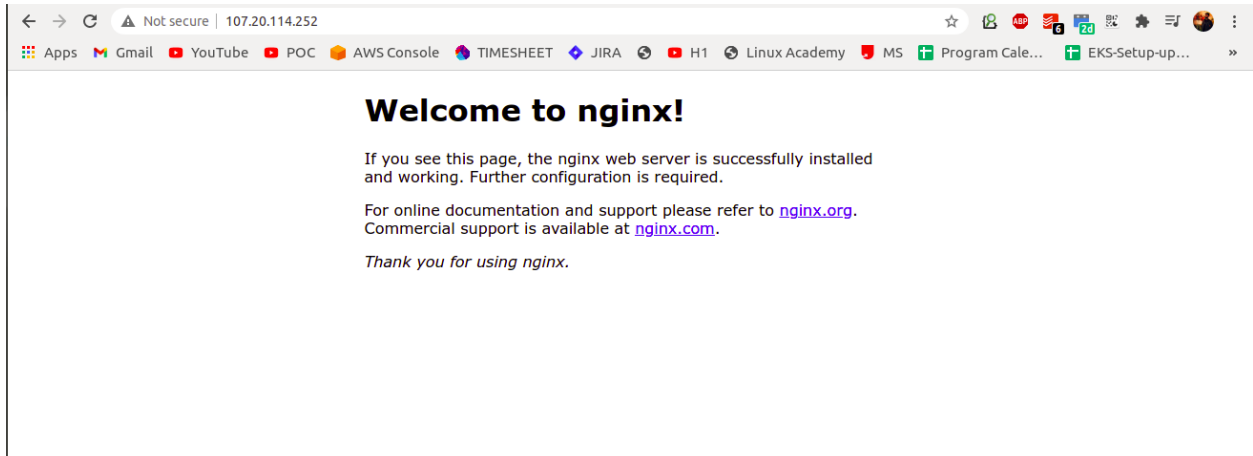 Not secure 107.20.114.252
ABP 6 2d
Apps Gmail YouTube POC AWS Console TIMESHEET JIRA H1 Linux Academy MS Program Cale... EKS-Setup-up... »
Welcome to nginx!
If you see this page, the nginx web server is successfully installed
and working. Further configuration is required.
For online documentation and support please refer to nginx.org.
Commercial support is available at nginx.com.
Thank you for using nginx.